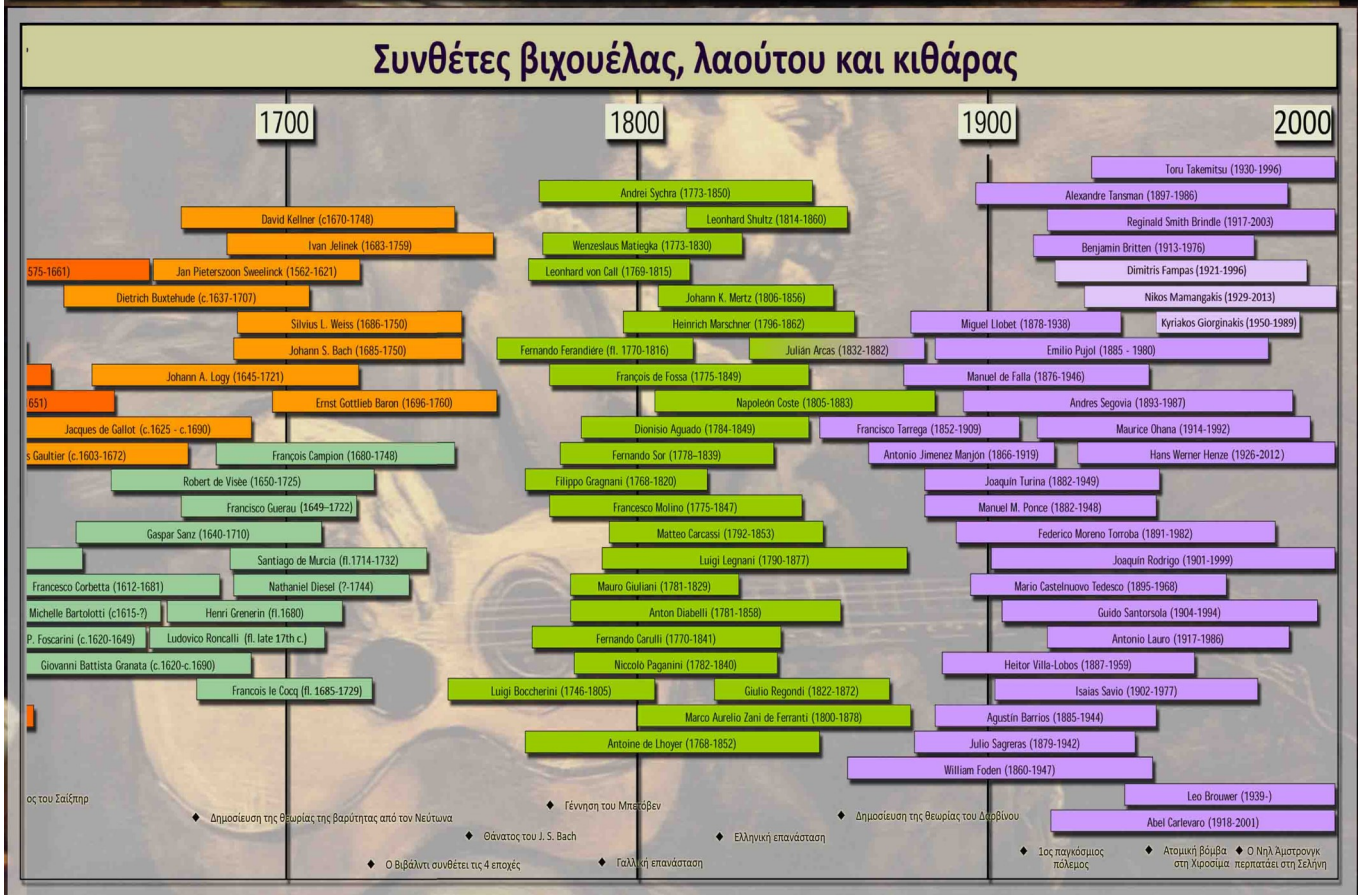 Συνθέτες βιχουέλας, λαούτου και κιθάρας
1700
1800
1900
2000
Toru Takemitsu (1930-1996)
Andrei Sychra (1773-1850)
Alexandre Tansman (1897-1986)
David Kellner (c1670-1748)
Leonhard Shultz (1814-1860)
Reginald Smith Brindle (1917-2003)
Ivan Jelinek (1683-1759)
Wenzeslaus Matiegka (1773-1830)
Benjamin Britten (1913-1976)
575-1661)
Jan Pieterszoon Sweelinck (1562-1621)
Leonhard von Call (1769-1815)
Dimitris Fampas (1921-1996)
Dietrich Buxtehude (c.1637-1707)
Johann K. Mertz (1806-1856)
Nikos Mamangakis (1929-2013)
Silvius L. Weiss (1686-1750)
Heinrich Marschner (1796-1862)
Miguel Llobet (1878-1938)
Kyriakos Giorginakis (1950-1989)
Johann S. Bach (1685-1750)
Fernando Ferandiére (fl. 1770-1816)
Julián Arcas (1832-1882)
Emilio Pujol (1885 - 1980)
Johann A. Logy (1645-1721)
François de Fossa (1775-1849)
Manuel de Falla (1876-1946)
651)
Ernst Gottlieb Baron (1696-1760)
Napoleón Coste (1805-1883)
Andres Segovia (1893-1987)
Jacques de Gallot (c.1625 - c.1690)
Dionisio Aguado (1784-1849)
Francisco Tarrega (1852-1909)
Maurice Ohana (1914-1992)
s Gaultier (c.1603-1672)
François Campion (1680-1748)
Fernando Sor (1778–1839)
Antonio Jimenez Manjón (1866-1919)
Hans Werner Henze (1926-2012)
Robert de Visèe (1650-1725)
Filippo Gragnani (1768-1820)
Joaquín Turina (1882-1949)
Francisco Guerau (1649–1722)
Francesco Molino (1775-1847)
Manuel M. Ponce (1882-1948)
Gaspar Sanz (1640-1710)
Matteo Carcassi (1792-1853)
Federico Moreno Torroba (1891-1982)
Santiago de Murcia (fl.1714-1732)
Luigi Legnani (1790-1877)
Joaquín Rodrigo (1901-1999)
Francesco Corbetta (1612-1681)
Nathaniel Diesel (?-1744)
Mauro Giuliani (1781-1829)
Mario Castelnuovo Tedesco (1895-1968)
Michelle Bartolotti (c1615-?)
Henri Grenerin (fl.1680)
Anton Diabelli (1781-1858)
Guido Santorsola (1904-1994)
P. Foscarini (c.1620-1649)
Ludovico Roncalli (fl. late 17th c.)
Fernando Carulli (1770-1841)
Antonio Lauro (1917-1986)
Giovanni Battista Granata (c.1620-c.1690)
Niccolò Paganini (1782-1840)
Heitor Villa-Lobos (1887-1959)
Francois le Cocq (fl. 1685-1729)
Luigi Boccherini (1746-1805)
Giulio Regondi (1822-1872)
Isaias Savio (1902-1977)
Marco Aurelio Zani de Ferranti (1800-1878)
Agustín Barrios (1885-1944)
Antoine de Lhoyer (1768-1852)
Julio Sagreras (1879-1942)
William Foden (1860-1947)
Leo Brouwer (1939-)
Abel Carlevaro (1918-2001)
ος του Σαίξπηρ
♦ Γέννηση του Μπετόβεν
♦ Δημοσίευση της θεωρίας της βαρύτητας από τον Νεύτωνα
♦ Δημοσίευση της θεωρίας του Δαρβίνου
♦ Θάνατος του J. S. Bach
♦ Ελληνική επανάσταση
♦ Ο Βιβάλντι συνθέτει τις 4 εποχές
♦ Γαλλική επανάσταση
♦ 1ος παγκόσμιος
πόλεμος
♦ Ατομική βόμβα
στη Χιροσίμα
♦ Ο Νηλ Άμστρονγκ
περπατάει στη Σελήνη